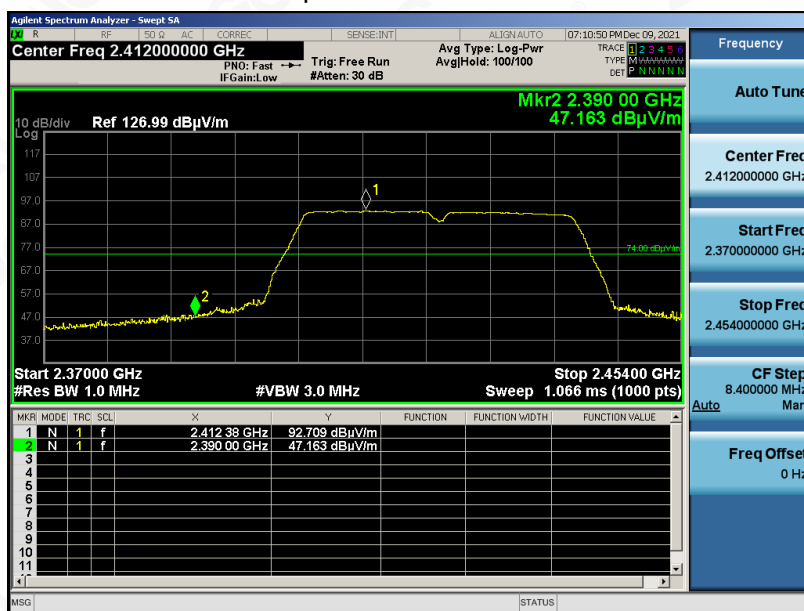 Agilent Spectrum Analyzer - Swept SA
LXI R RF 50 Ω AC CORREC SENSE:INT ALIGN AUTO 07:10:50 PM Dec 09, 2021
Center Freq 2.412000000 GHz
PNO: Fast
IFGain:Low
Trig: Free Run
#Atten: 30 dB
Avg Type: Log-Pwr
Avg|Hold: 100/100
TRACE 1 2 3 4 5 6
TYPE M
DET P N N N N N
Mkr2 2.390 00 GHz
47.163 dBµV/m
10 dB/div Ref 126.99 dBµV/m
Log
117
107
97.0
87.0
77.0
67.0
57.0
47.0
37.0
1
2
74.00 dBµV/m
Start 2.37000 GHz Stop 2.45400 GHz
#Res BW 1.0 MHz #VBW 3.0 MHz Sweep 1.066 ms (1000 pts)
MKR MODE TRC SCL X Y FUNCTION FUNCTION WIDTH FUNCTION VALUE
1 N 1 f 2.412 38 GHz 92.709 dBµV/m
2 N 1 f 2.390 00 GHz 47.163 dBµV/m
3
4
5
6
7
8
9
10
11
MSG STATUS
Frequency
Auto Tune
Center Freq
2.412000000 GHz
Start Freq
2.370000000 GHz
Stop Freq
2.454000000 GHz
CF Step
8.400000 MHz
Auto Man
Freq Offset
0 Hz